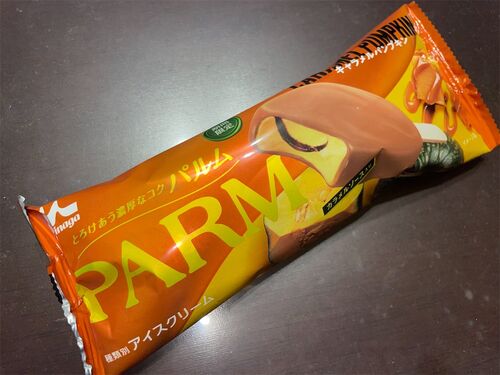 CARAMEL PUMPKIN
キャラメルパンプキン
期間
限定
パルム
とろけあう濃厚なコク
PARM
カラメルソース入り
種類別 アイスクリーム